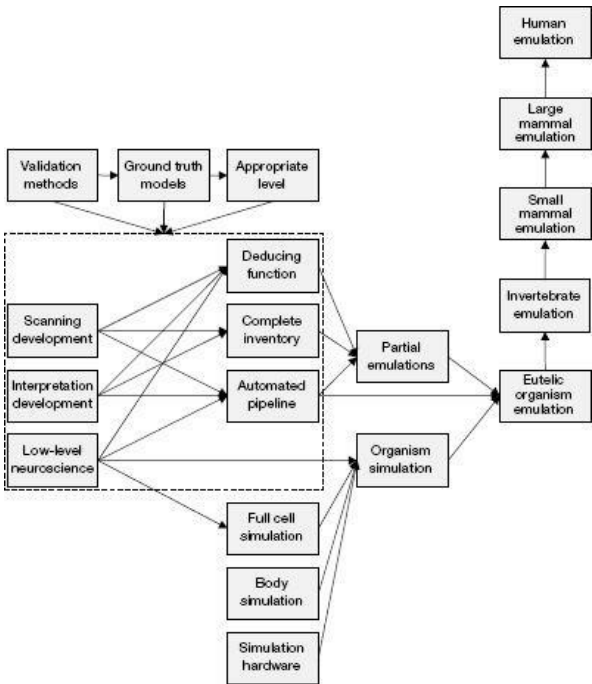 Human
emulation
Large
mammal
emulation
Validation
methods
Ground truth
models
Appropriate
level
Small
mammal
emulation
Deducing
function
Invertebrate
emulation
Scanning
development
Complete
inventory
Partial
emulations
Interpretation
development
Automated
pipeline
Eutelic
organism
emulation
Low-level
neuroscience
Organism
simulation
Full cell
simulation
Body
simulation
Simulation
hardware